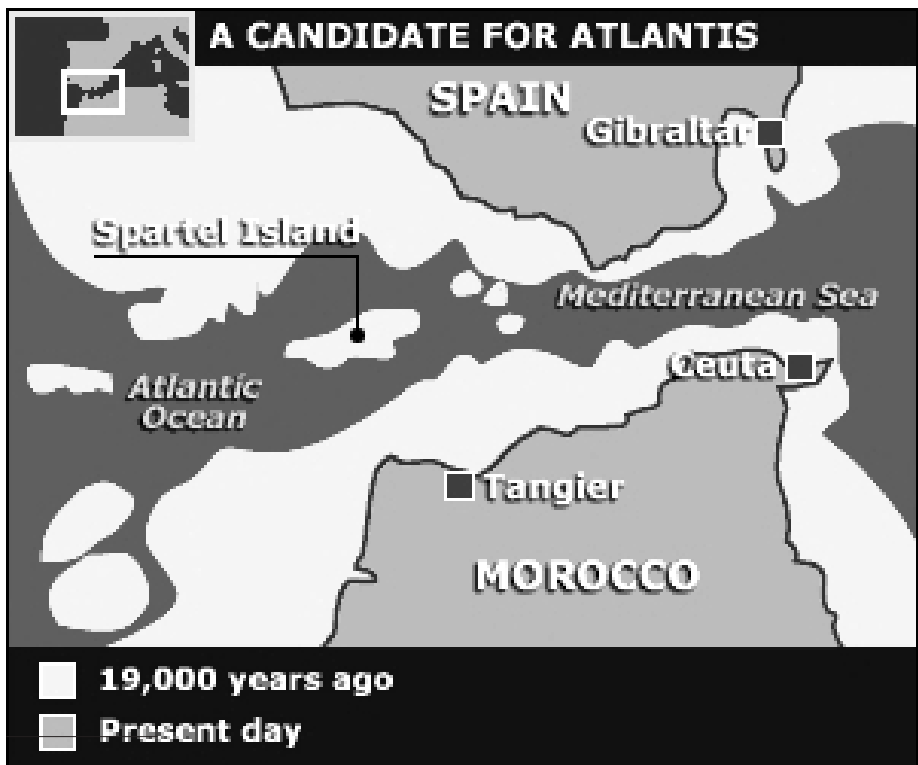 A CANDIDATE FOR ATLANTIS
SPAIN
Gibraltar
Spartel Island
Mediterranean Sea
Ceuta
Atlantic
Ocean
Tangier
MOROCCO
19,000 years ago
Present day